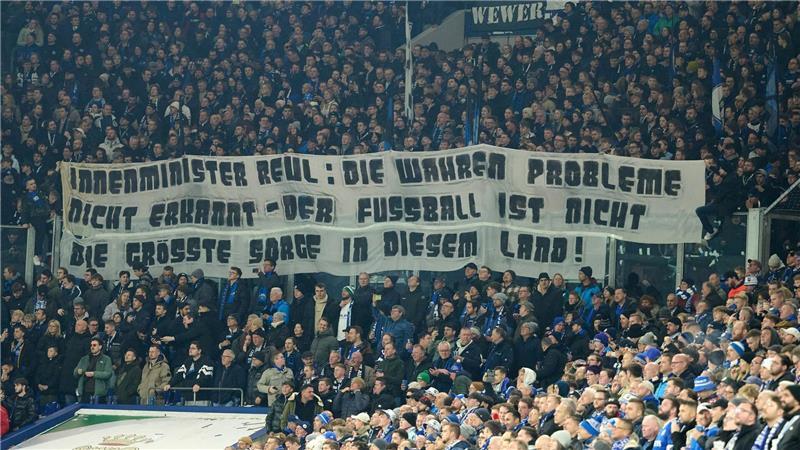 WEWER
INNENMINISTER REUL: DIE WAHREN PROBLEME
NICHT ERKANNT - DER FUSSBALL IST NICHT
DIE GRÖSSTE SORGE IN DIESEM LAND!